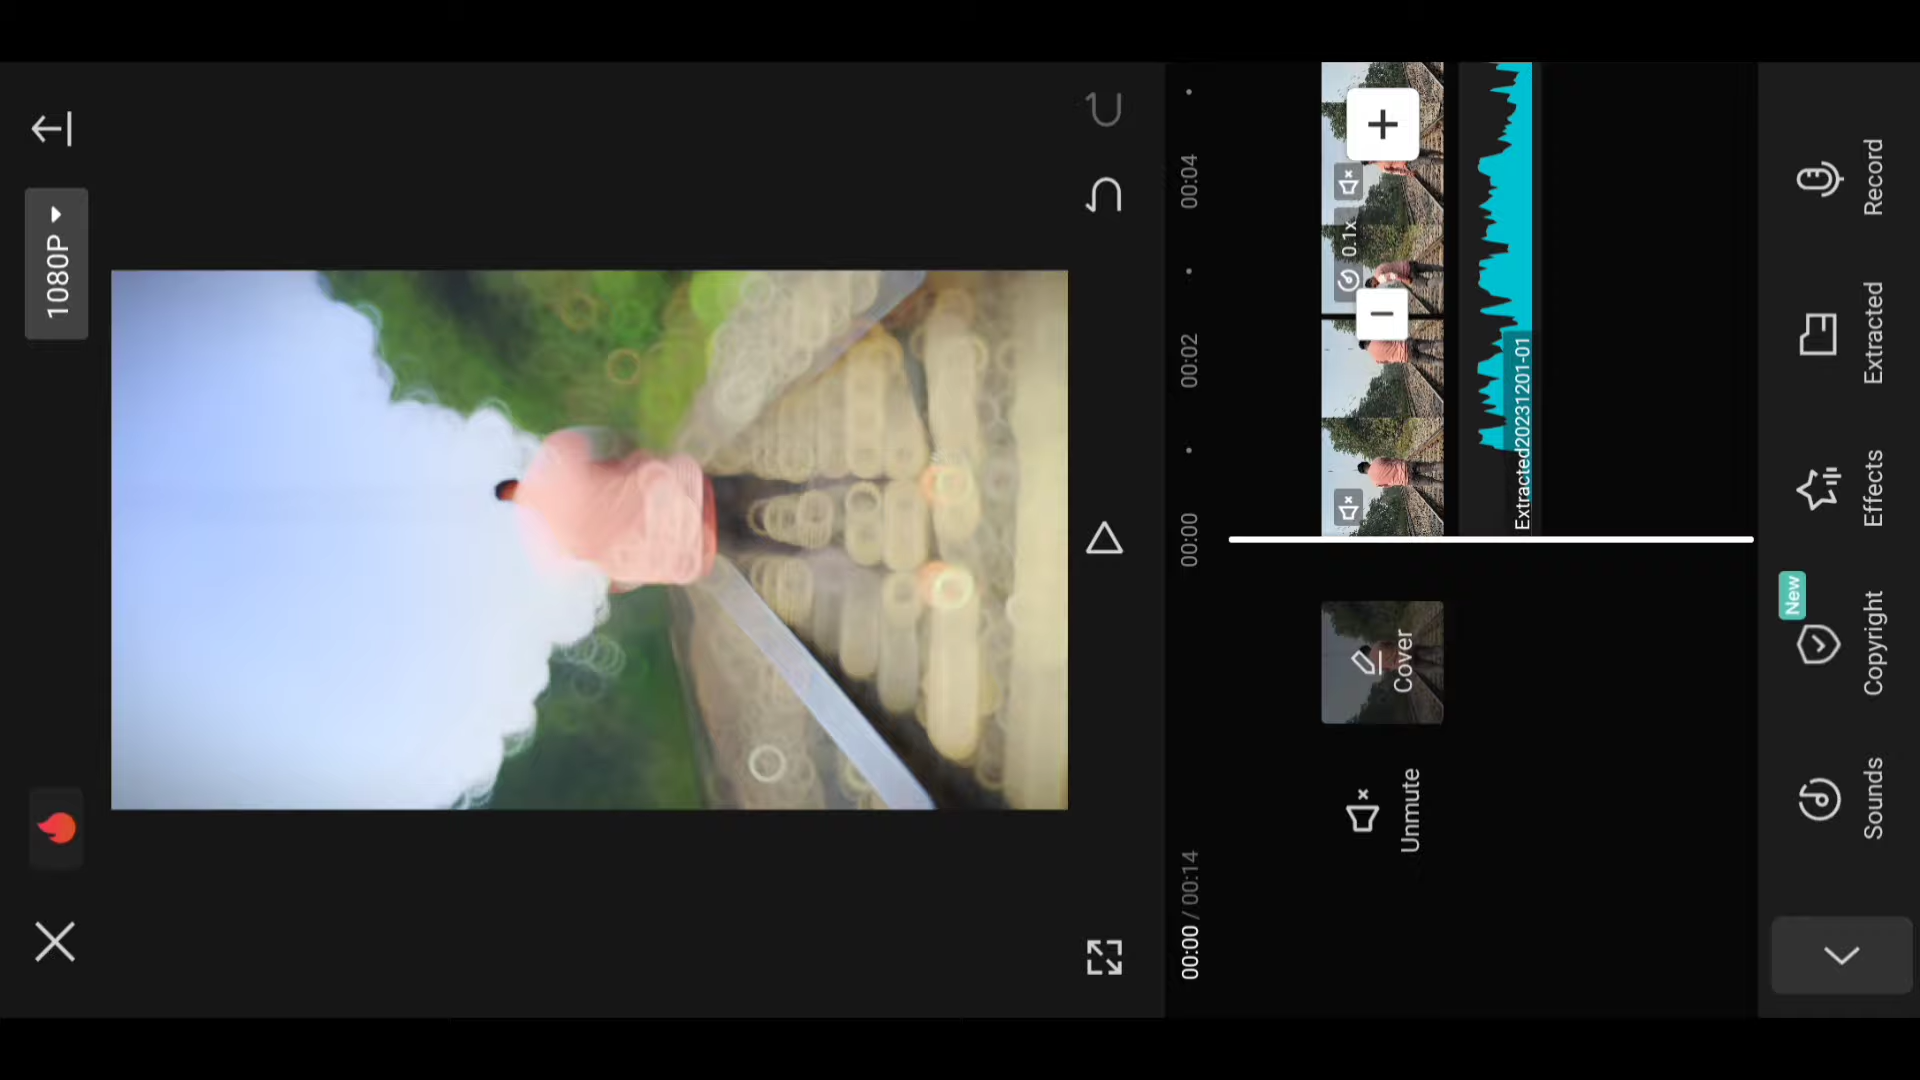 1080P
00:00 / 00:14
00:00
00:02
00:04
Unmute
Cover
0.1x
Extracted20231201-01
Sounds
Copyright
New
Effects
Extracted
Record